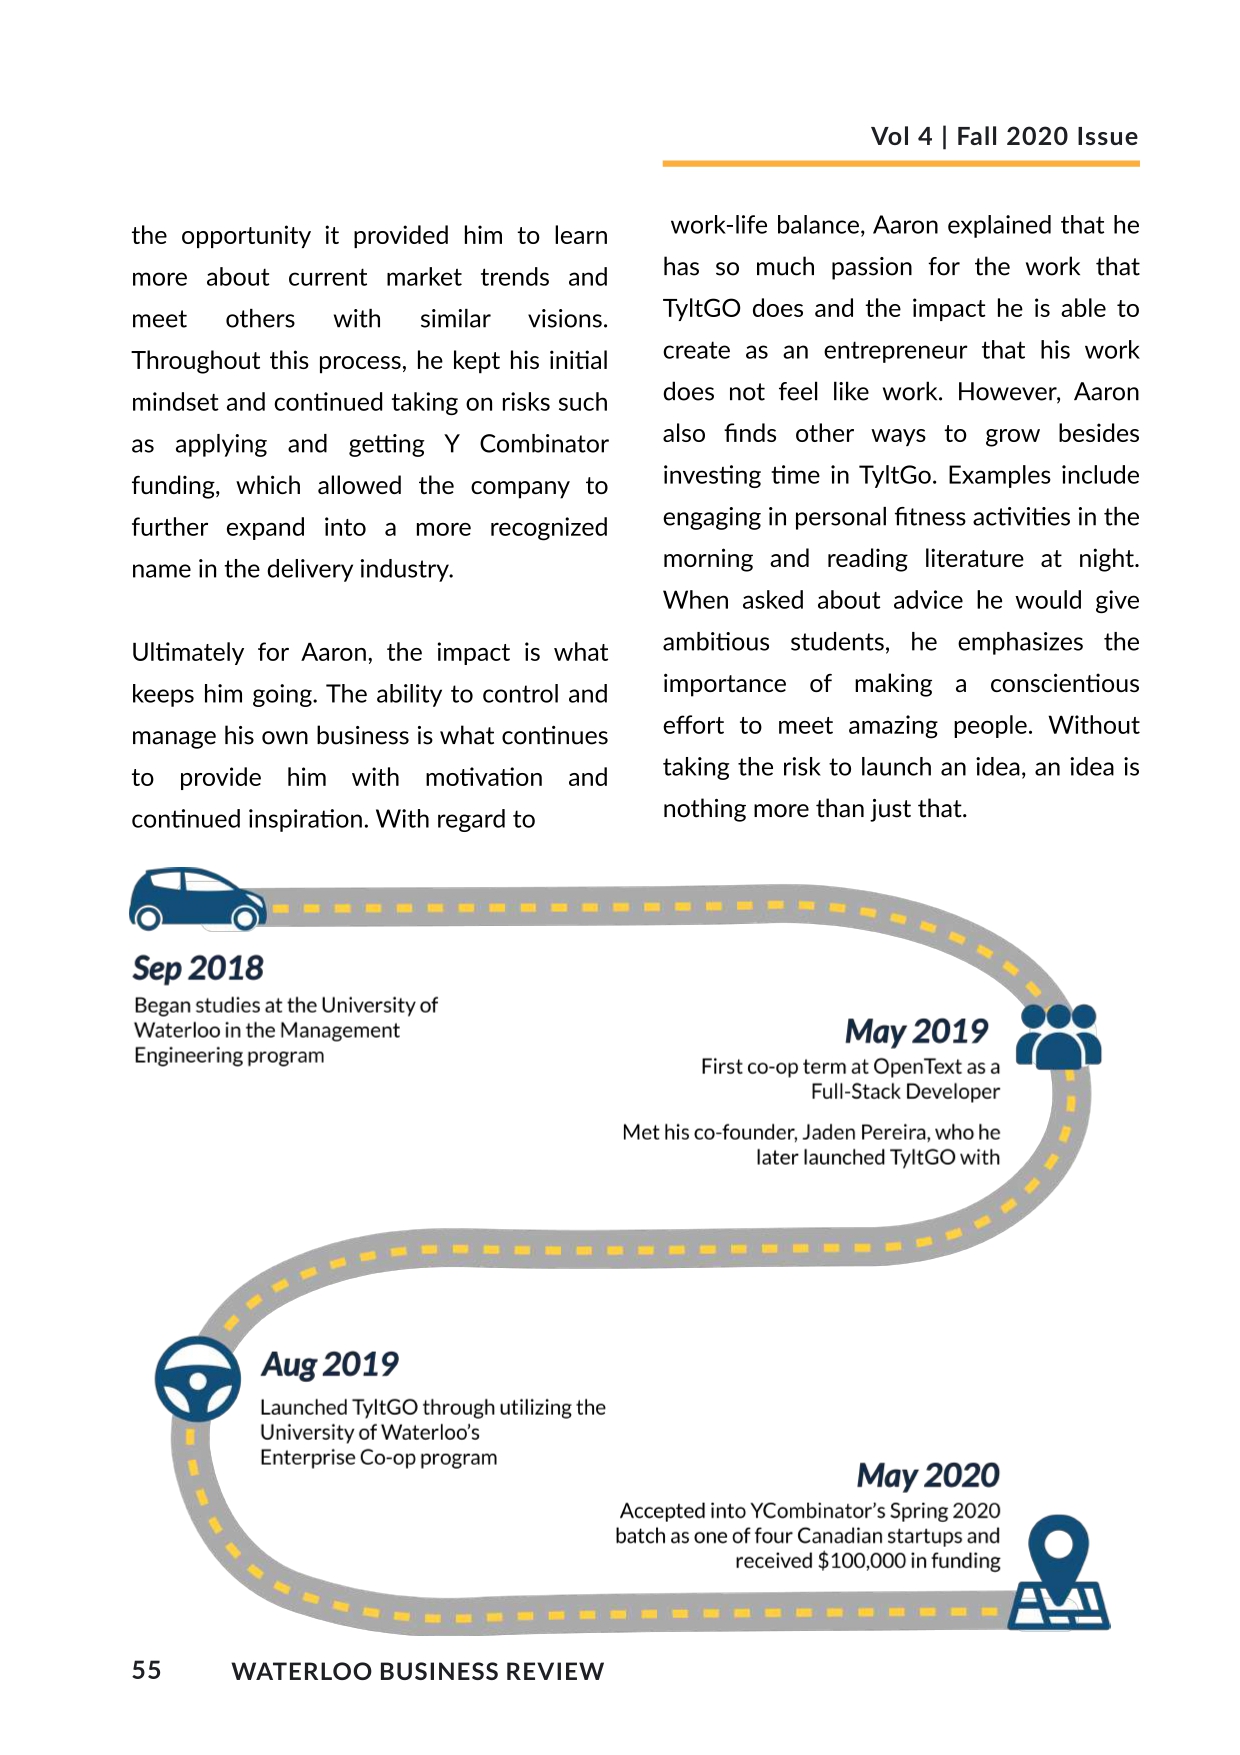 Vol 4 | Fall 2020 Issue
the opportunity it provided him to learn
more about current market trends and
meet others with similar visions.
Throughout this process, he kept his initial
mindset and continued taking on risks such
as applying and getting Y Combinator
funding, which allowed the company to
further expand into a more recognized
name in the delivery industry.
Ultimately for Aaron, the impact is what
keeps him going. The ability to control and
manage his own business is what continues
to provide him with motivation and
continued inspiration. With regard to
work-life balance, Aaron explained that he
has so much passion for the work that
TyltGO does and the impact he is able to
create as an entrepreneur that his work
does not feel like work. However, Aaron
also finds other ways to grow besides
investing time in TyltGo. Examples include
engaging in personal fitness activities in the
morning and reading literature at night.
When asked about advice he would give
ambitious students, he emphasizes the
importance of making a conscientious
effort to meet amazing people. Without
taking the risk to launch an idea, an idea is
nothing more than just that.
Sep 2018
Began studies at the University of
Waterloo in the Management
Engineering program
May 2019
First co-op term at OpenText as a
Full-Stack Developer
Met his co-founder, Jaden Pereira, who he
later launched TyltGO with
Aug 2019
Launched TyltGO through utilizing the
University of Waterloo's
Enterprise Co-op program
May 2020
Accepted into YCombinator's Spring 2020
batch as one of four Canadian startups and
received $100,000 in funding
55 WATERLOO BUSINESS REVIEW